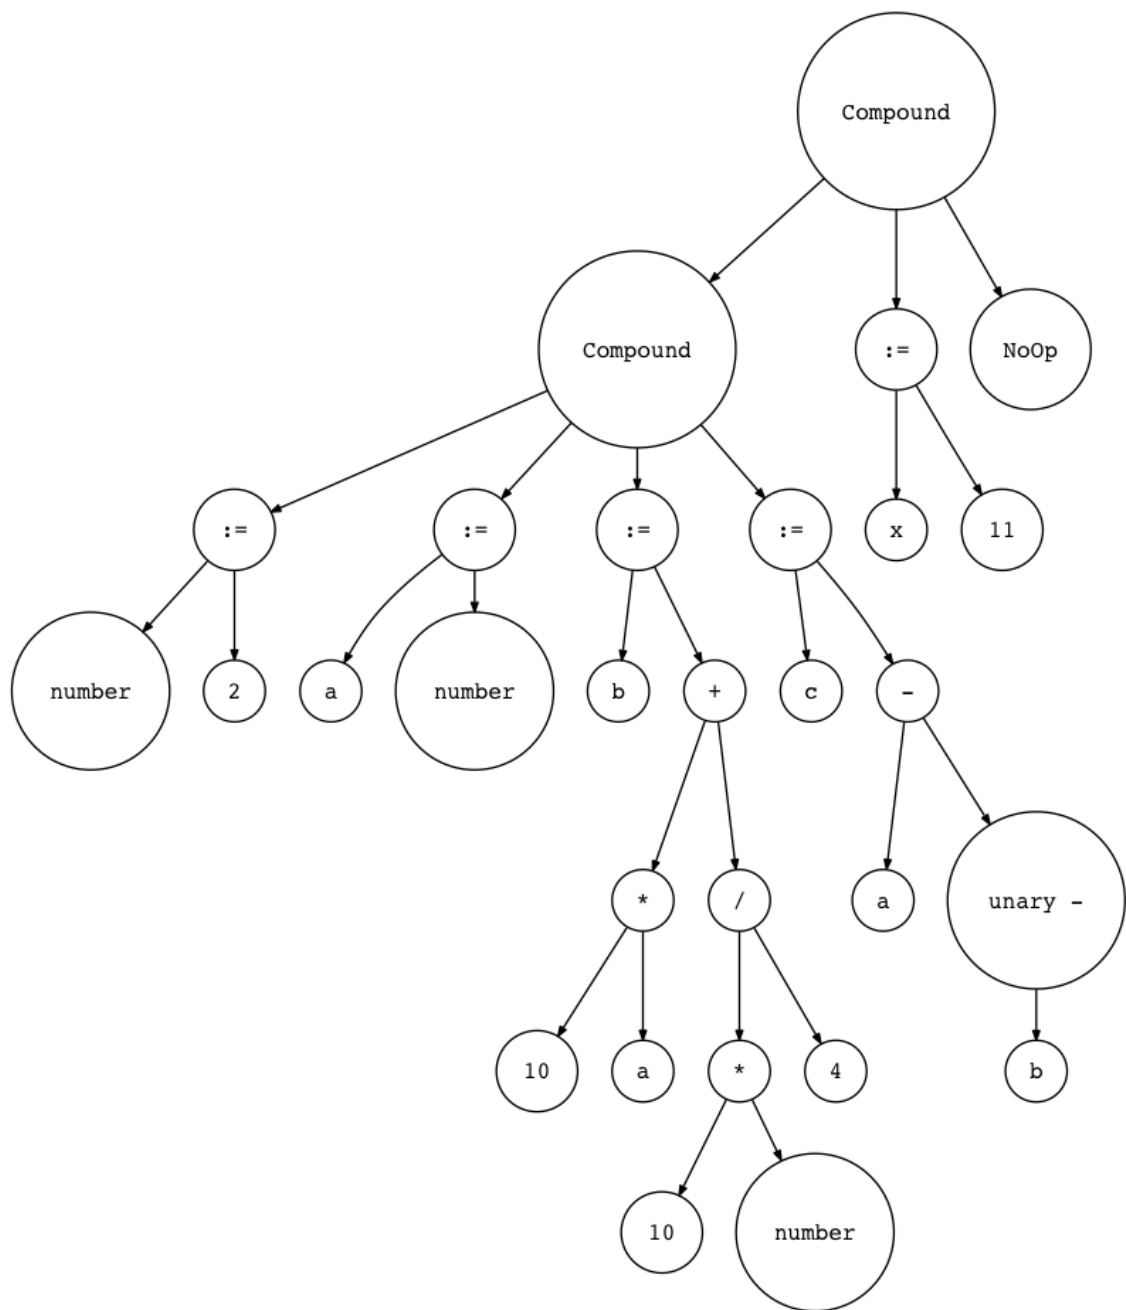 Compound
Compound
:=
NoOp
:=
:=
:=
:=
x
11
number
2
a
number
b
+
c
-
*
/
a
unary -
10
a
*
4
b
10
number